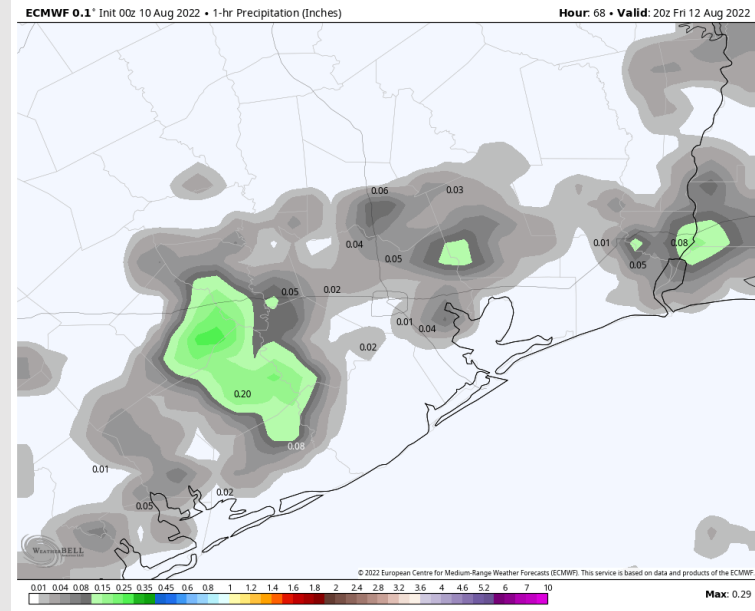 ECMWF 0.1° Init 00z 10 Aug 2022 • 1-hr Precipitation (Inches) Hour: 68 • Valid: 20z Fri 12 Aug 2022
0.06 0.03
0.04 0.01 0.08
0.05 0.05
0.05 0.02
0.01 0.04
0.02
0.20
0.08
0.01
0.02
0.05
WEATHERBELL
© 2022 European Centre for Medium-Range Weather Forecasts (ECMWF). This service is based on data and products of the ECMWF
0.01 0.04 0.08 0.15 0.25 0.35 0.45 0.6 0.8 1 1.2 1.4 1.6 1.8 2 2.4 2.8 3.2 3.6 4 4.6 5.2 6 7 10
Max: 0.29